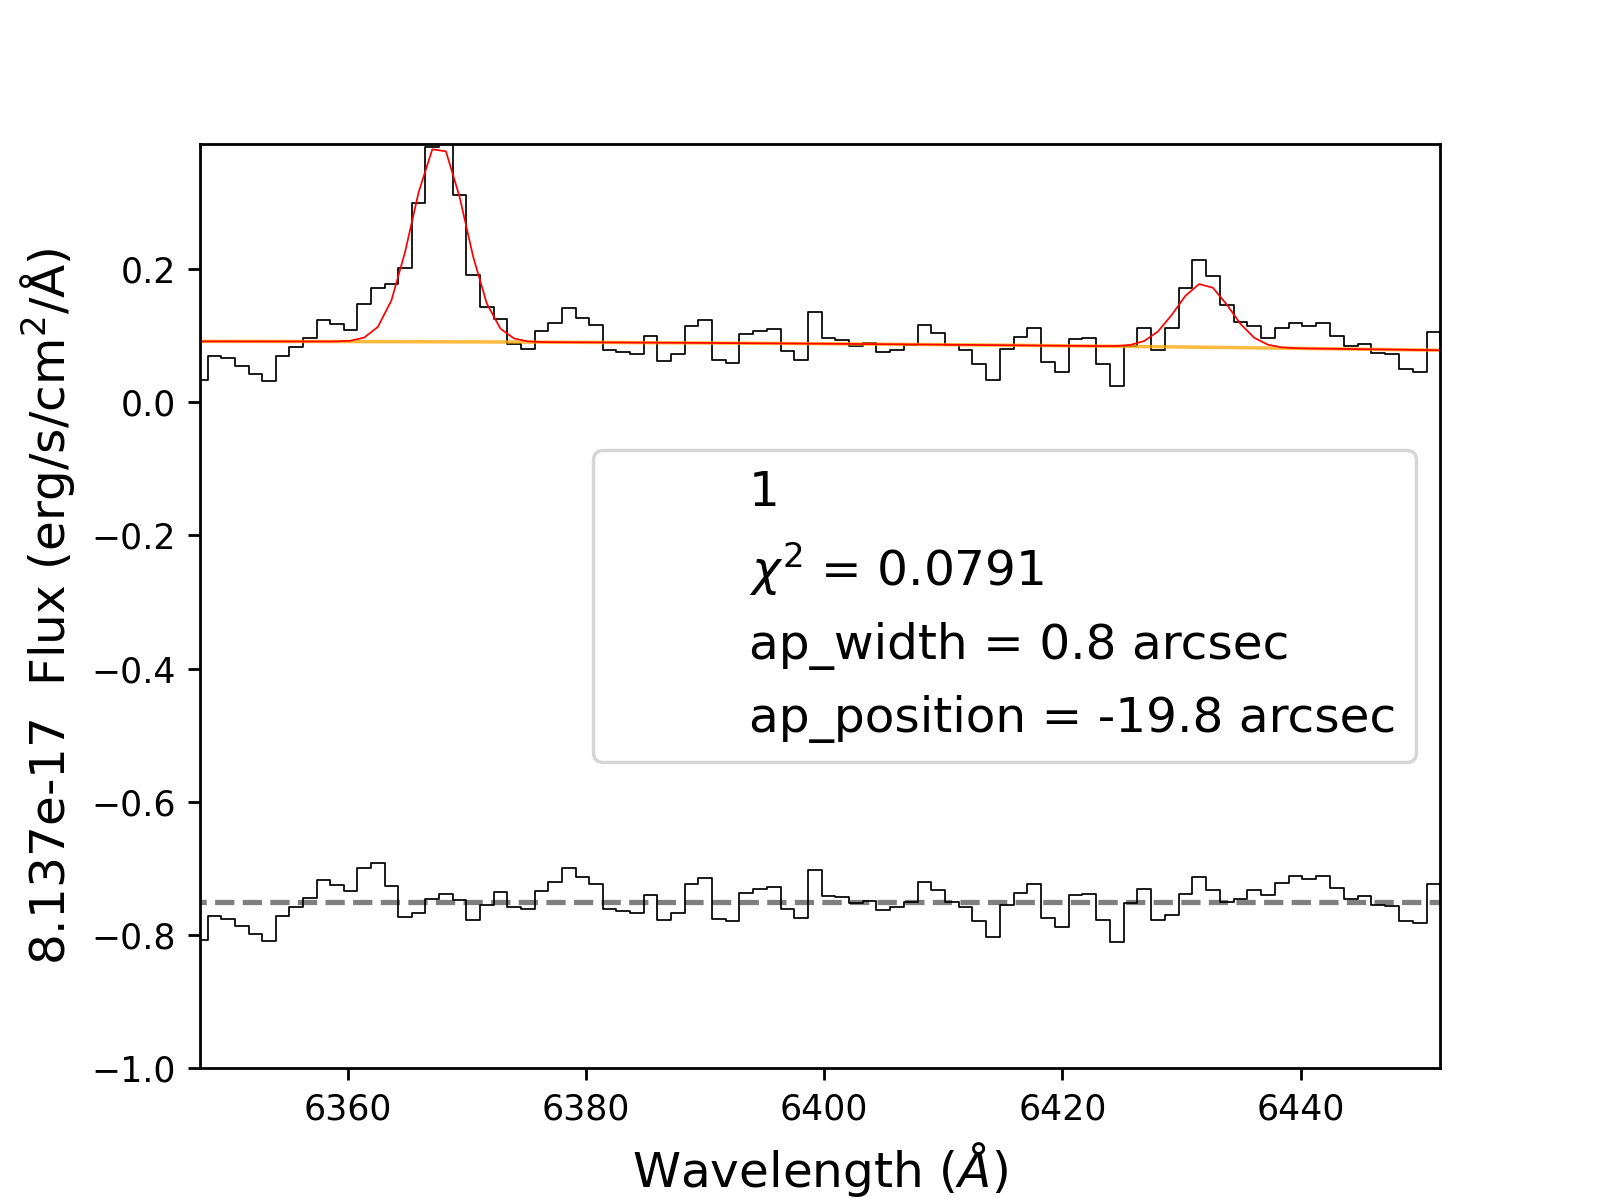 8.137e-17 Flux (erg/s/cm²/Å)
0.2
0.0
−0.2
−0.4
−0.6
−0.8
−1.0
1
χ² = 0.0791
ap_width = 0.8 arcsec
ap_position = -19.8 arcsec
6360 6380 6400 6420 6440
Wavelength (Å)